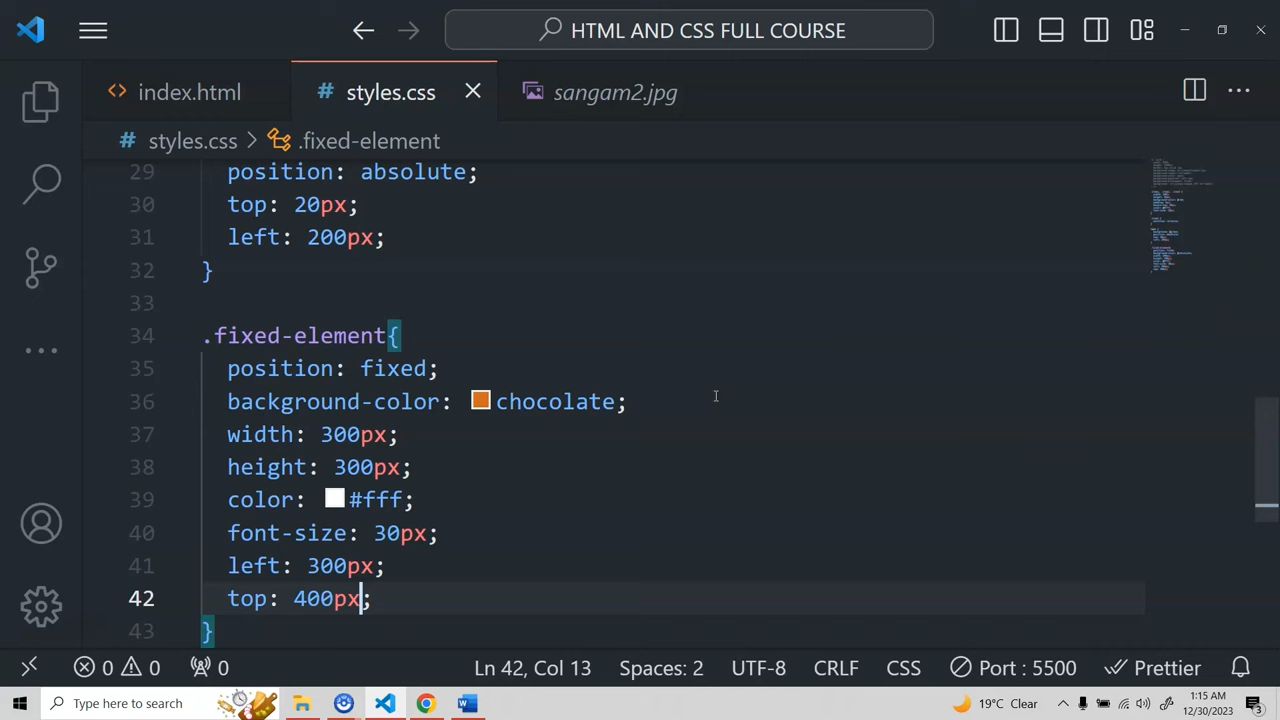 HTML AND CSS FULL COURSE
index.html
# styles.css
sangam2.jpg
# styles.css > .fixed-element
29 position: absolute;
30 top: 20px;
31 left: 200px;
32 }
33
34 .fixed-element{
35 position: fixed;
36 background-color: chocolate;
37 width: 300px;
38 height: 300px;
39 color: #fff;
40 font-size: 30px;
41 left: 300px;
42 top: 400px;
43 }
0 0 0 Ln 42, Col 13 Spaces: 2 UTF-8 CRLF CSS Port : 5500 Prettier
Type here to search 19°C Clear 1:15 AM
12/30/2023 3